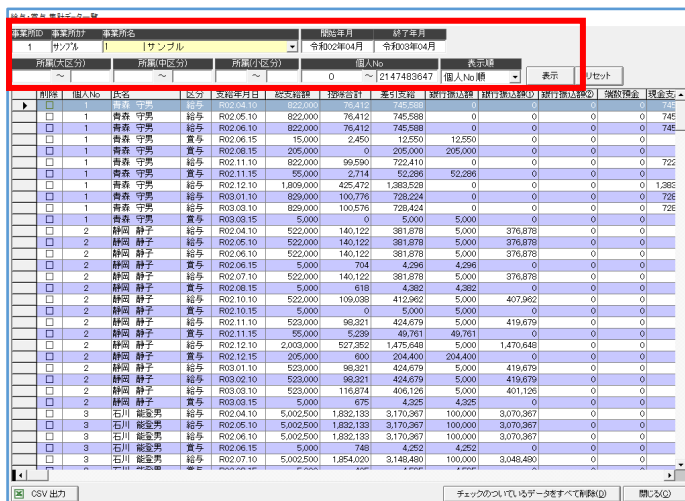 給与・賞与 集計データ一覧
事業所ID 事業所カナ 事業所名 開始年月 終了年月
1 サンプル 1 サンプル 令和02年04月 令和03年04月
所属(大区分) 所属(中区分) 所属(小区分) 個人No 表示順
～ ～ ～ 0 ～ 2147483647 個人No順 表示 リセット
削除 個人No 氏名 区分 支給年月日 総支給額 控除合計 差引支給 銀行振込額 銀行振込額① 銀行振込額② 端数預金 現金支
1 青森 守男 給与 R02.04.10 822,000 76,412 745,588 0 0 0 0 745
1 青森 守男 給与 R02.05.10 822,000 76,412 745,588 0 0 0 0 745
1 青森 守男 給与 R02.06.10 822,000 76,412 745,588 0 0 0 0 745
1 青森 守男 賞与 R02.06.15 15,000 2,450 12,550 12,550 0 0 0
1 青森 守男 賞与 R02.08.15 205,000 0 205,000 205,000 0 0 0
1 青森 守男 給与 R02.11.10 822,000 99,590 722,410 0 0 0 0 722
1 青森 守男 賞与 R02.11.15 55,000 2,714 52,286 52,286 0 0 0
1 青森 守男 給与 R02.12.10 1,809,000 425,472 1,383,528 0 0 0 0 1,383
1 青森 守男 給与 R03.01.10 829,000 100,776 728,224 0 0 0 0 728
1 青森 守男 給与 R03.03.10 829,000 100,576 728,424 0 0 0 0 728
1 青森 守男 賞与 R03.03.15 5,000 0 5,000 5,000 0 0 0
2 静岡 静子 給与 R02.04.10 522,000 140,122 381,878 5,000 376,878 0 0
2 静岡 静子 給与 R02.05.10 522,000 140,122 381,878 5,000 376,878 0 0
2 静岡 静子 給与 R02.06.10 522,000 140,122 381,878 5,000 376,878 0 0
2 静岡 静子 賞与 R02.06.15 5,000 704 4,296 4,296 0 0 0
2 静岡 静子 給与 R02.07.10 522,000 140,122 381,878 5,000 376,878 0 0
2 静岡 静子 賞与 R02.08.15 5,000 618 4,382 4,382 0 0 0
2 静岡 静子 給与 R02.10.10 522,000 109,038 412,962 5,000 407,962 0 0
2 静岡 静子 給与 R02.11.10 523,000 98,321 424,679 5,000 419,679 0 0
2 静岡 静子 賞与 R02.11.15 55,000 5,239 49,761 49,761 0 0 0
2 静岡 静子 給与 R02.12.10 2,003,000 527,352 1,475,648 5,000 1,470,648 0 0
2 静岡 静子 賞与 R02.12.15 205,000 600 204,400 204,400 0 0 0
2 静岡 静子 給与 R03.01.10 523,000 98,321 424,679 5,000 419,679 0 0
2 静岡 静子 給与 R03.02.10 523,000 98,321 424,679 5,000 419,679 0 0
2 静岡 静子 給与 R03.03.10 523,000 116,874 406,126 5,000 401,126 0 0
2 静岡 静子 賞与 R03.03.15 5,000 675 4,325 4,325 0 0 0
3 石川 能登男 給与 R02.04.10 5,002,500 1,832,133 3,170,367 100,000 3,070,367 0 0
3 石川 能登男 給与 R02.05.10 5,002,500 1,832,133 3,170,367 100,000 3,070,367 0 0
3 石川 能登男 給与 R02.06.10 5,002,500 1,832,133 3,170,367 100,000 3,070,367 0 0
3 石川 能登男 賞与 R02.06.15 5,000 748 4,252 4,252 0 0 0
3 石川 能登男 給与 R02.07.10 5,002,500 1,854,020 3,148,480 100,000 3,048,480 0 0
CSV 出力 チェックのついているデータをすべて削除(D) 閉じる(C)